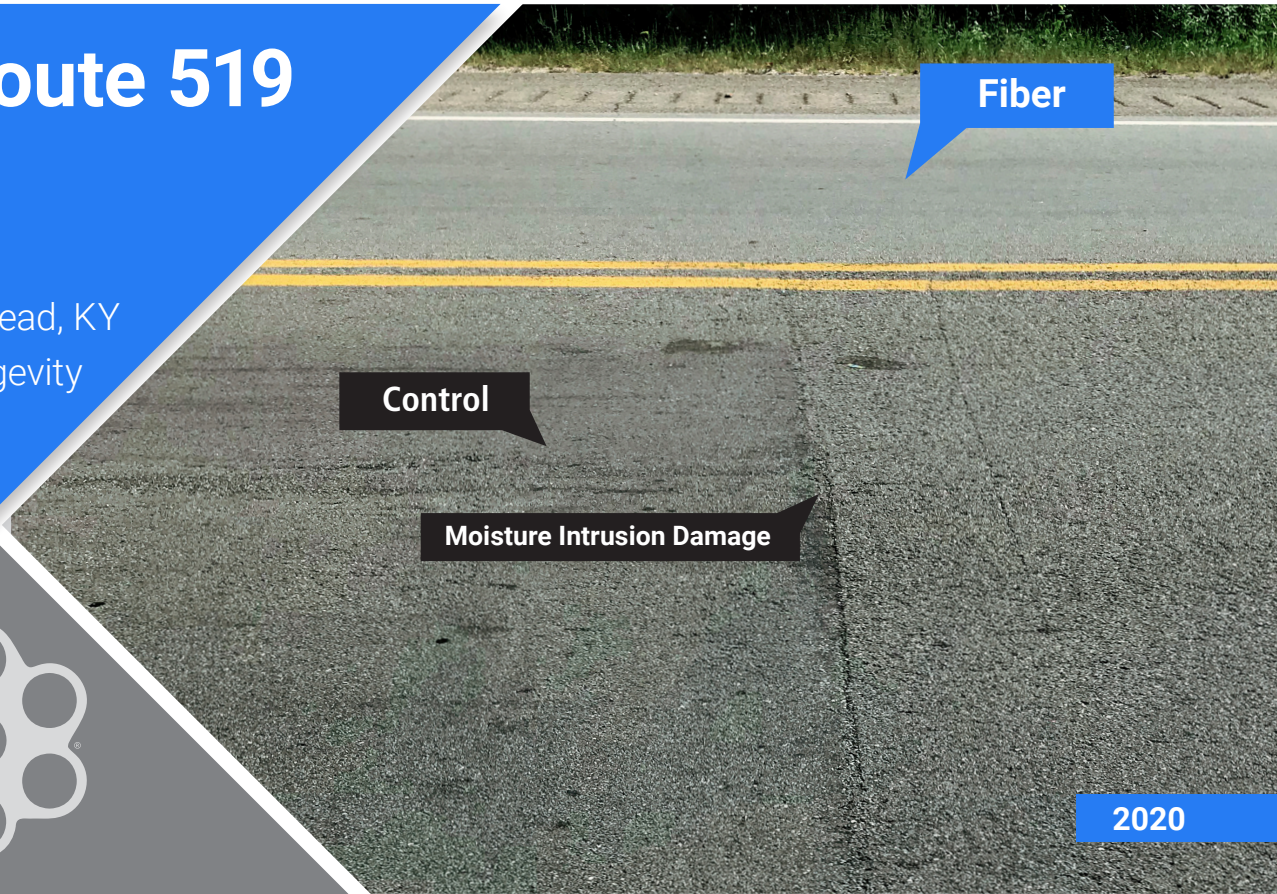 oute 519
Fiber
ead, KY
gevity
Control
Moisture Intrusion Damage
2020
®